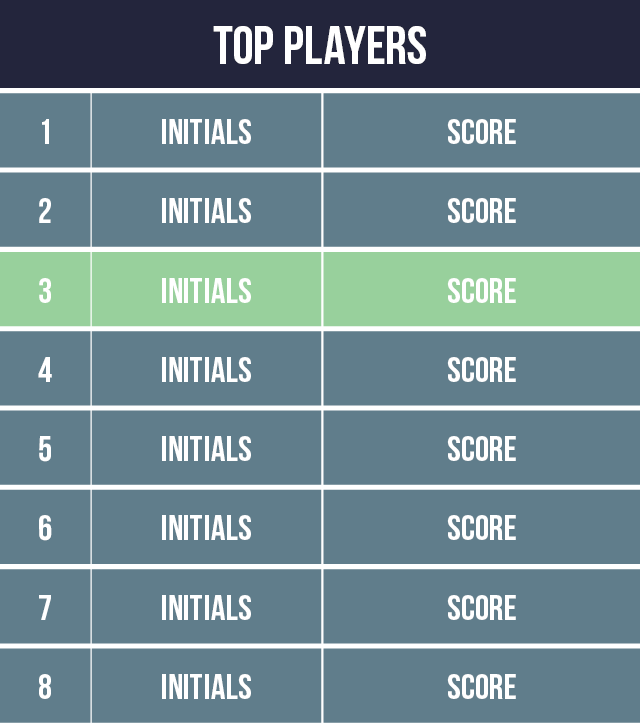 TOP PLAYERS
1 INITIALS SCORE
2 INITIALS SCORE
3 INITIALS SCORE
4 INITIALS SCORE
5 INITIALS SCORE
6 INITIALS SCORE
7 INITIALS SCORE
8 INITIALS SCORE